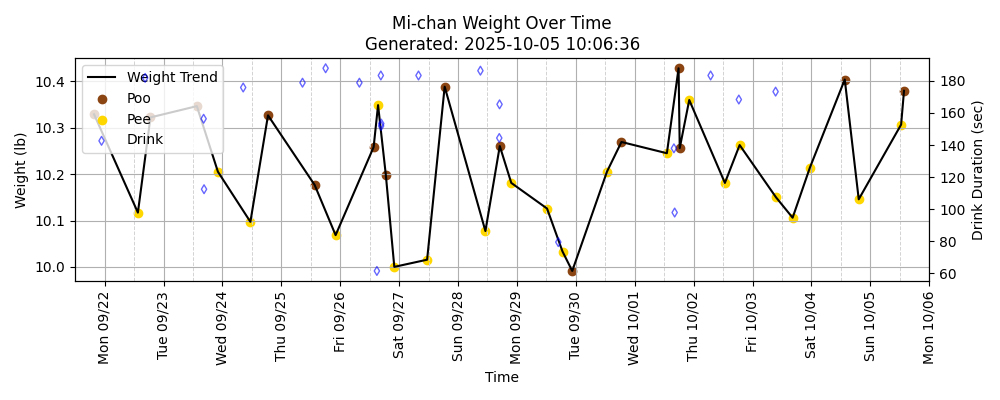 Mi-chan Weight Over Time
Generated: 2025-10-05 10:06:36
Weight (lb)
10.4
10.3
10.2
10.1
10.0
Weight Trend
Poo
Pee
Drink
180
160
140
120
100
80
60
Drink Duration (sec)
Mon 09/22
Tue 09/23
Wed 09/24
Thu 09/25
Fri 09/26
Sat 09/27
Sun 09/28
Mon 09/29
Tue 09/30
Wed 10/01
Thu 10/02
Fri 10/03
Sat 10/04
Sun 10/05
Mon 10/06
Time